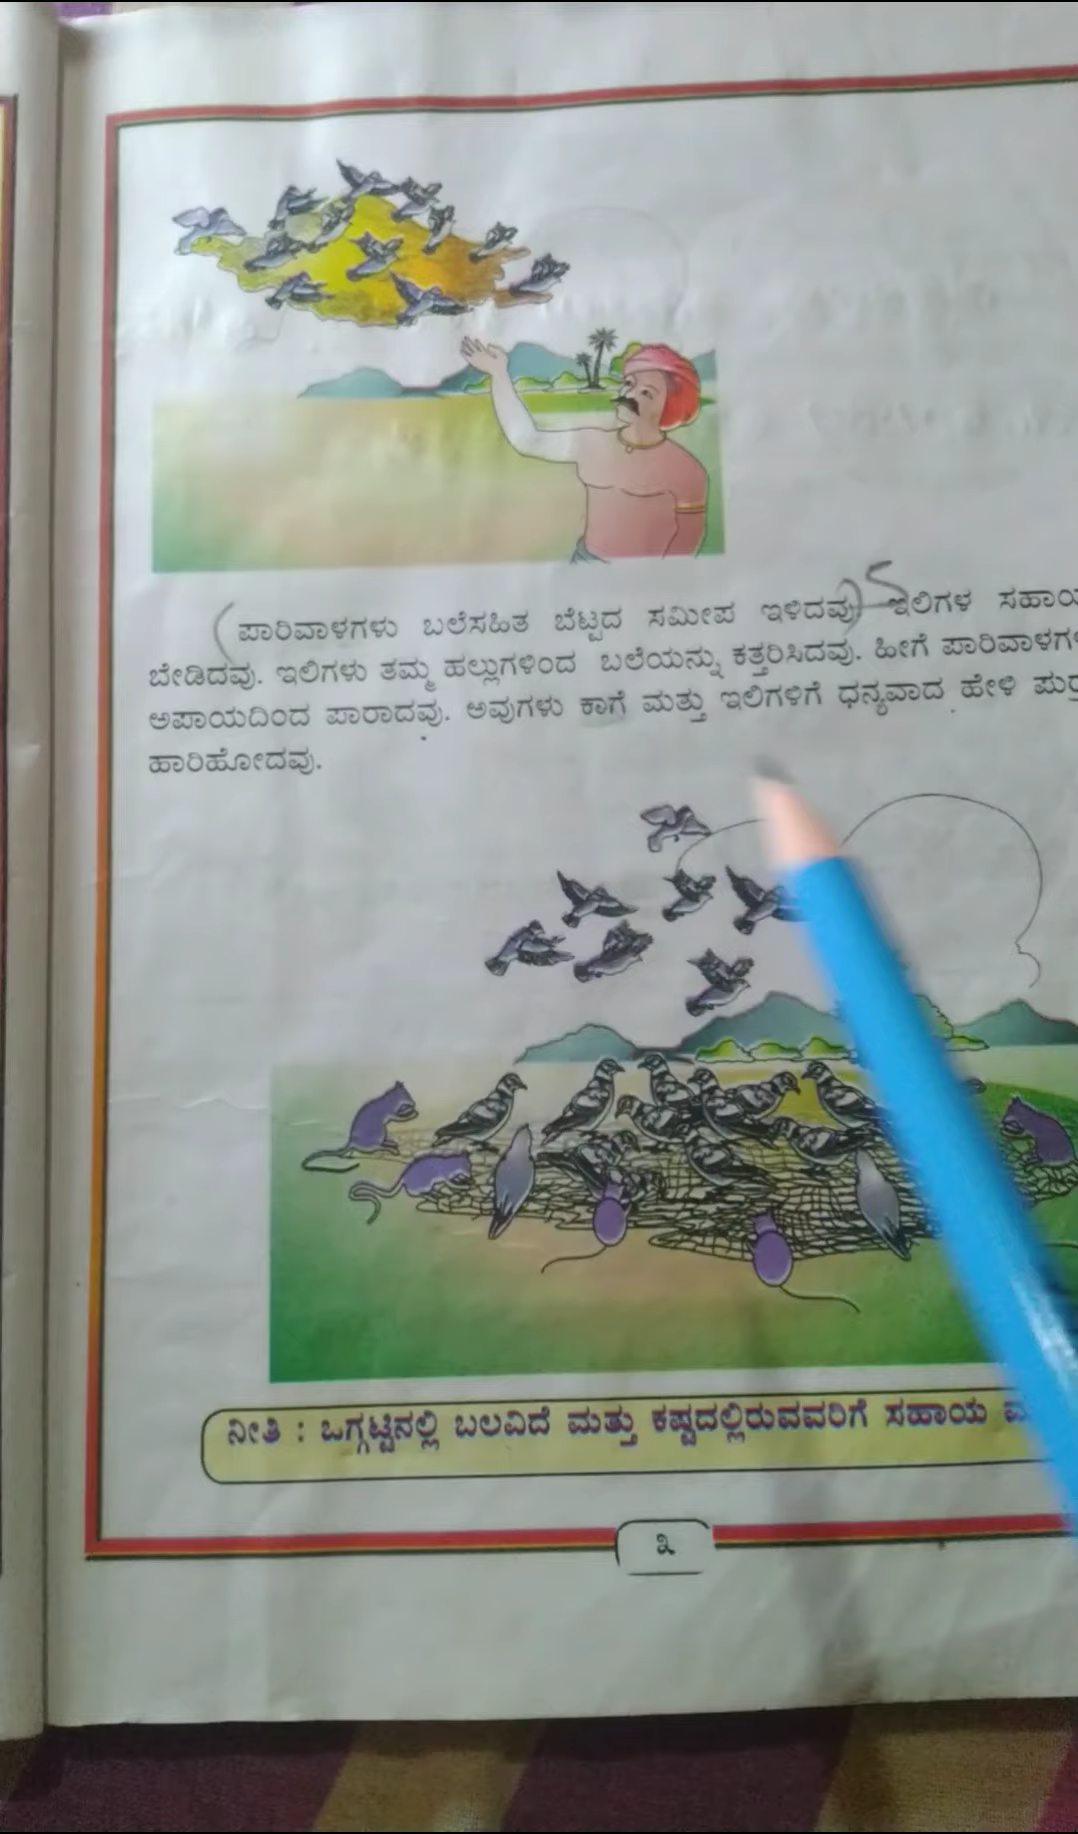 ಪಾರಿವಾಳಗಳು ಬಲೆಸಹಿತ ಬೆಟ್ಟದ ಸಮೀಪ ಇಳಿದವು. ಇಲಿಗಳ
ಬೇಡಿದವು. ಇಲಿಗಳು ತಮ್ಮ ಹಲ್ಲುಗಳಿಂದ ಬಲೆಯನ್ನು ಕತ್ತರಿಸಿದವು. ಹೀಗೆ
ಅಪಾಯದಿಂದ ಪಾರಾದವು. ಅವುಗಳು ಕಾಗೆ ಮತ್ತು ಇಲಿಗಳಿಗೆ ಧನ್ಯವಾದ ಹೇಳಿ
ಹಾರಿಹೋದವು.
ನೀತಿ : ಒಗ್ಗಟ್ಟಿನಲ್ಲಿ ಬಲವಿದೆ ಮತ್ತು ಕಷ್ಟದಲ್ಲಿರುವವರಿಗೆ ಸಹಾಯ
೩